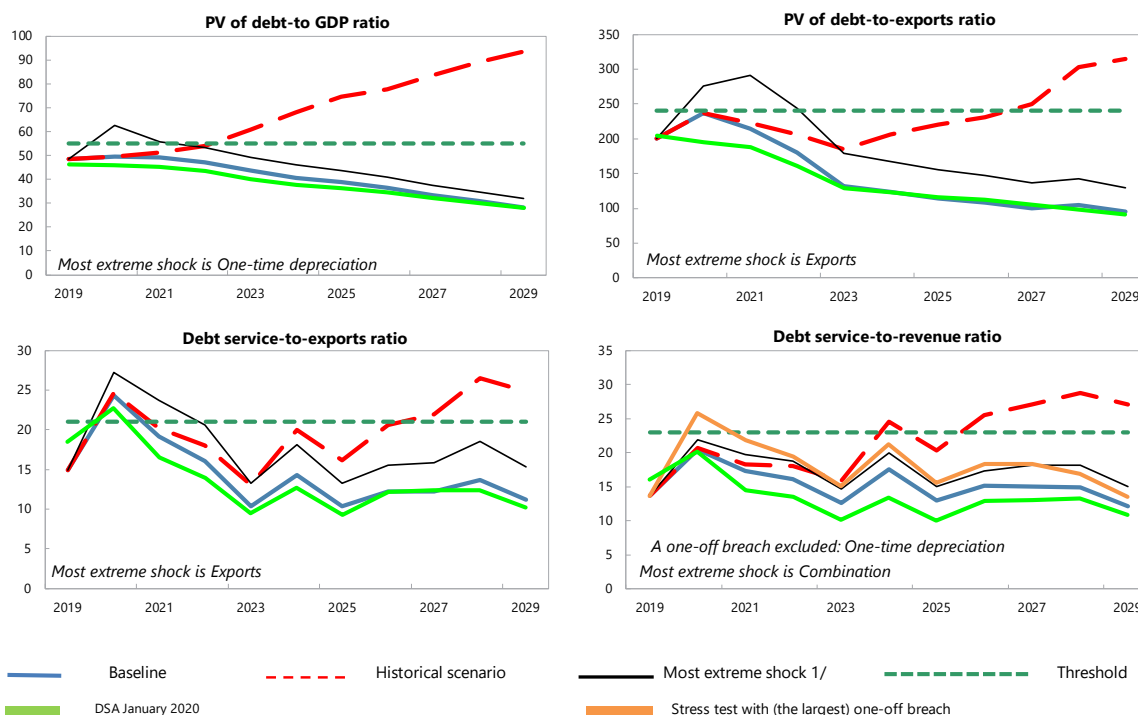 PV of debt-to GDP ratio
100
90
80
70
60
50
40
30
20
10
0
Most extreme shock is One-time depreciation
2019 2021 2023 2025 2027 2029
PV of debt-to-exports ratio
350
300
250
200
150
100
50
0
Most extreme shock is Exports
2019 2021 2023 2025 2027 2029
Debt service-to-exports ratio
30
25
20
15
10
5
0
Most extreme shock is Exports
2019 2021 2023 2025 2027 2029
Debt service-to-revenue ratio
35
30
25
20
15
10
5
0
A one-off breach excluded: One-time depreciation
Most extreme shock is Combination
2019 2021 2023 2025 2027 2029
Baseline Historical scenario Most extreme shock 1/ Threshold
DSA January 2020 Stress test with (the largest) one-off breach